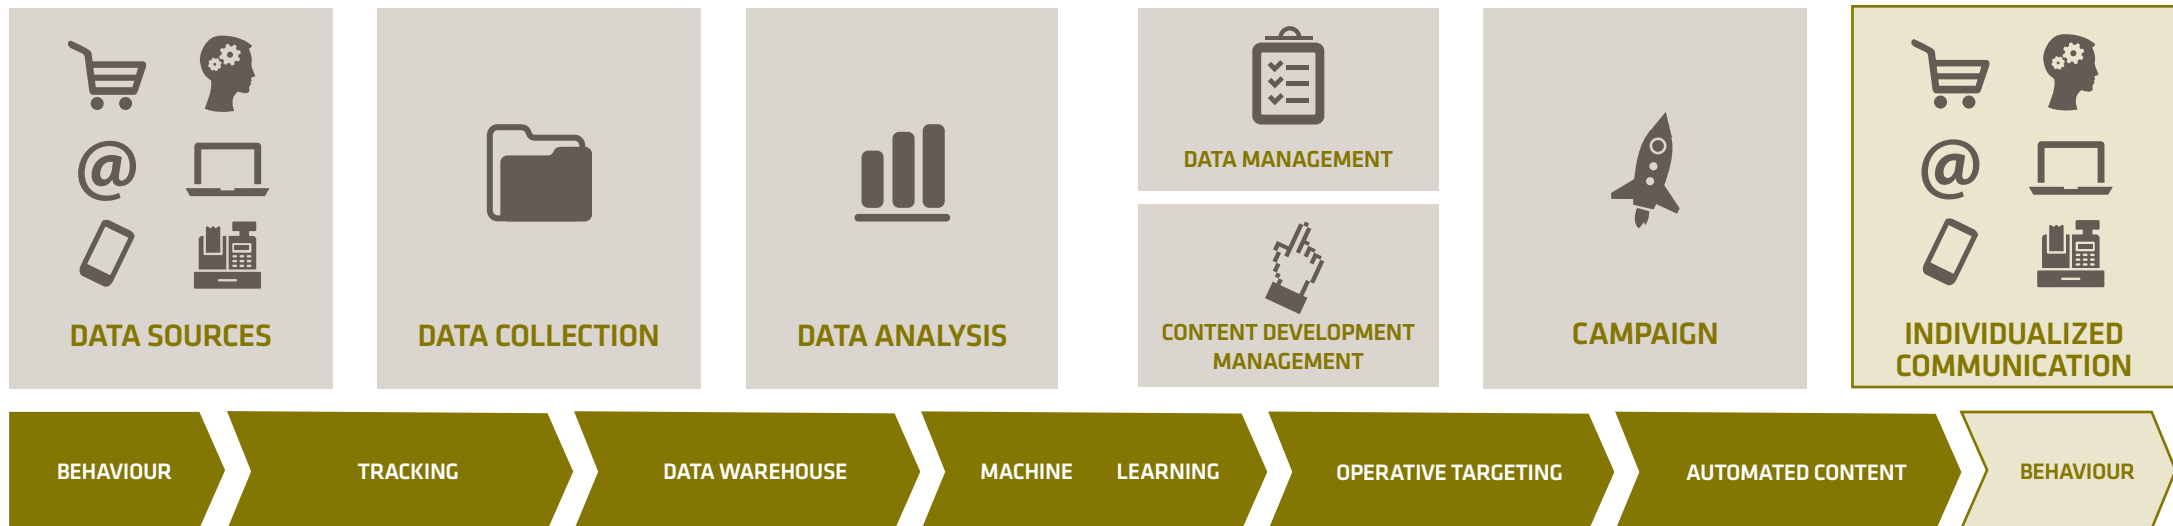 DATA SOURCES
DATA COLLECTION
DATA ANALYSIS
DATA MANAGEMENT
CONTENT DEVELOPMENT
MANAGEMENT
CAMPAIGN
INDIVIDUALIZED
COMMUNICATION
BEHAVIOUR
TRACKING
DATA WAREHOUSE
MACHINE LEARNING
OPERATIVE TARGETING
AUTOMATED CONTENT
BEHAVIOUR